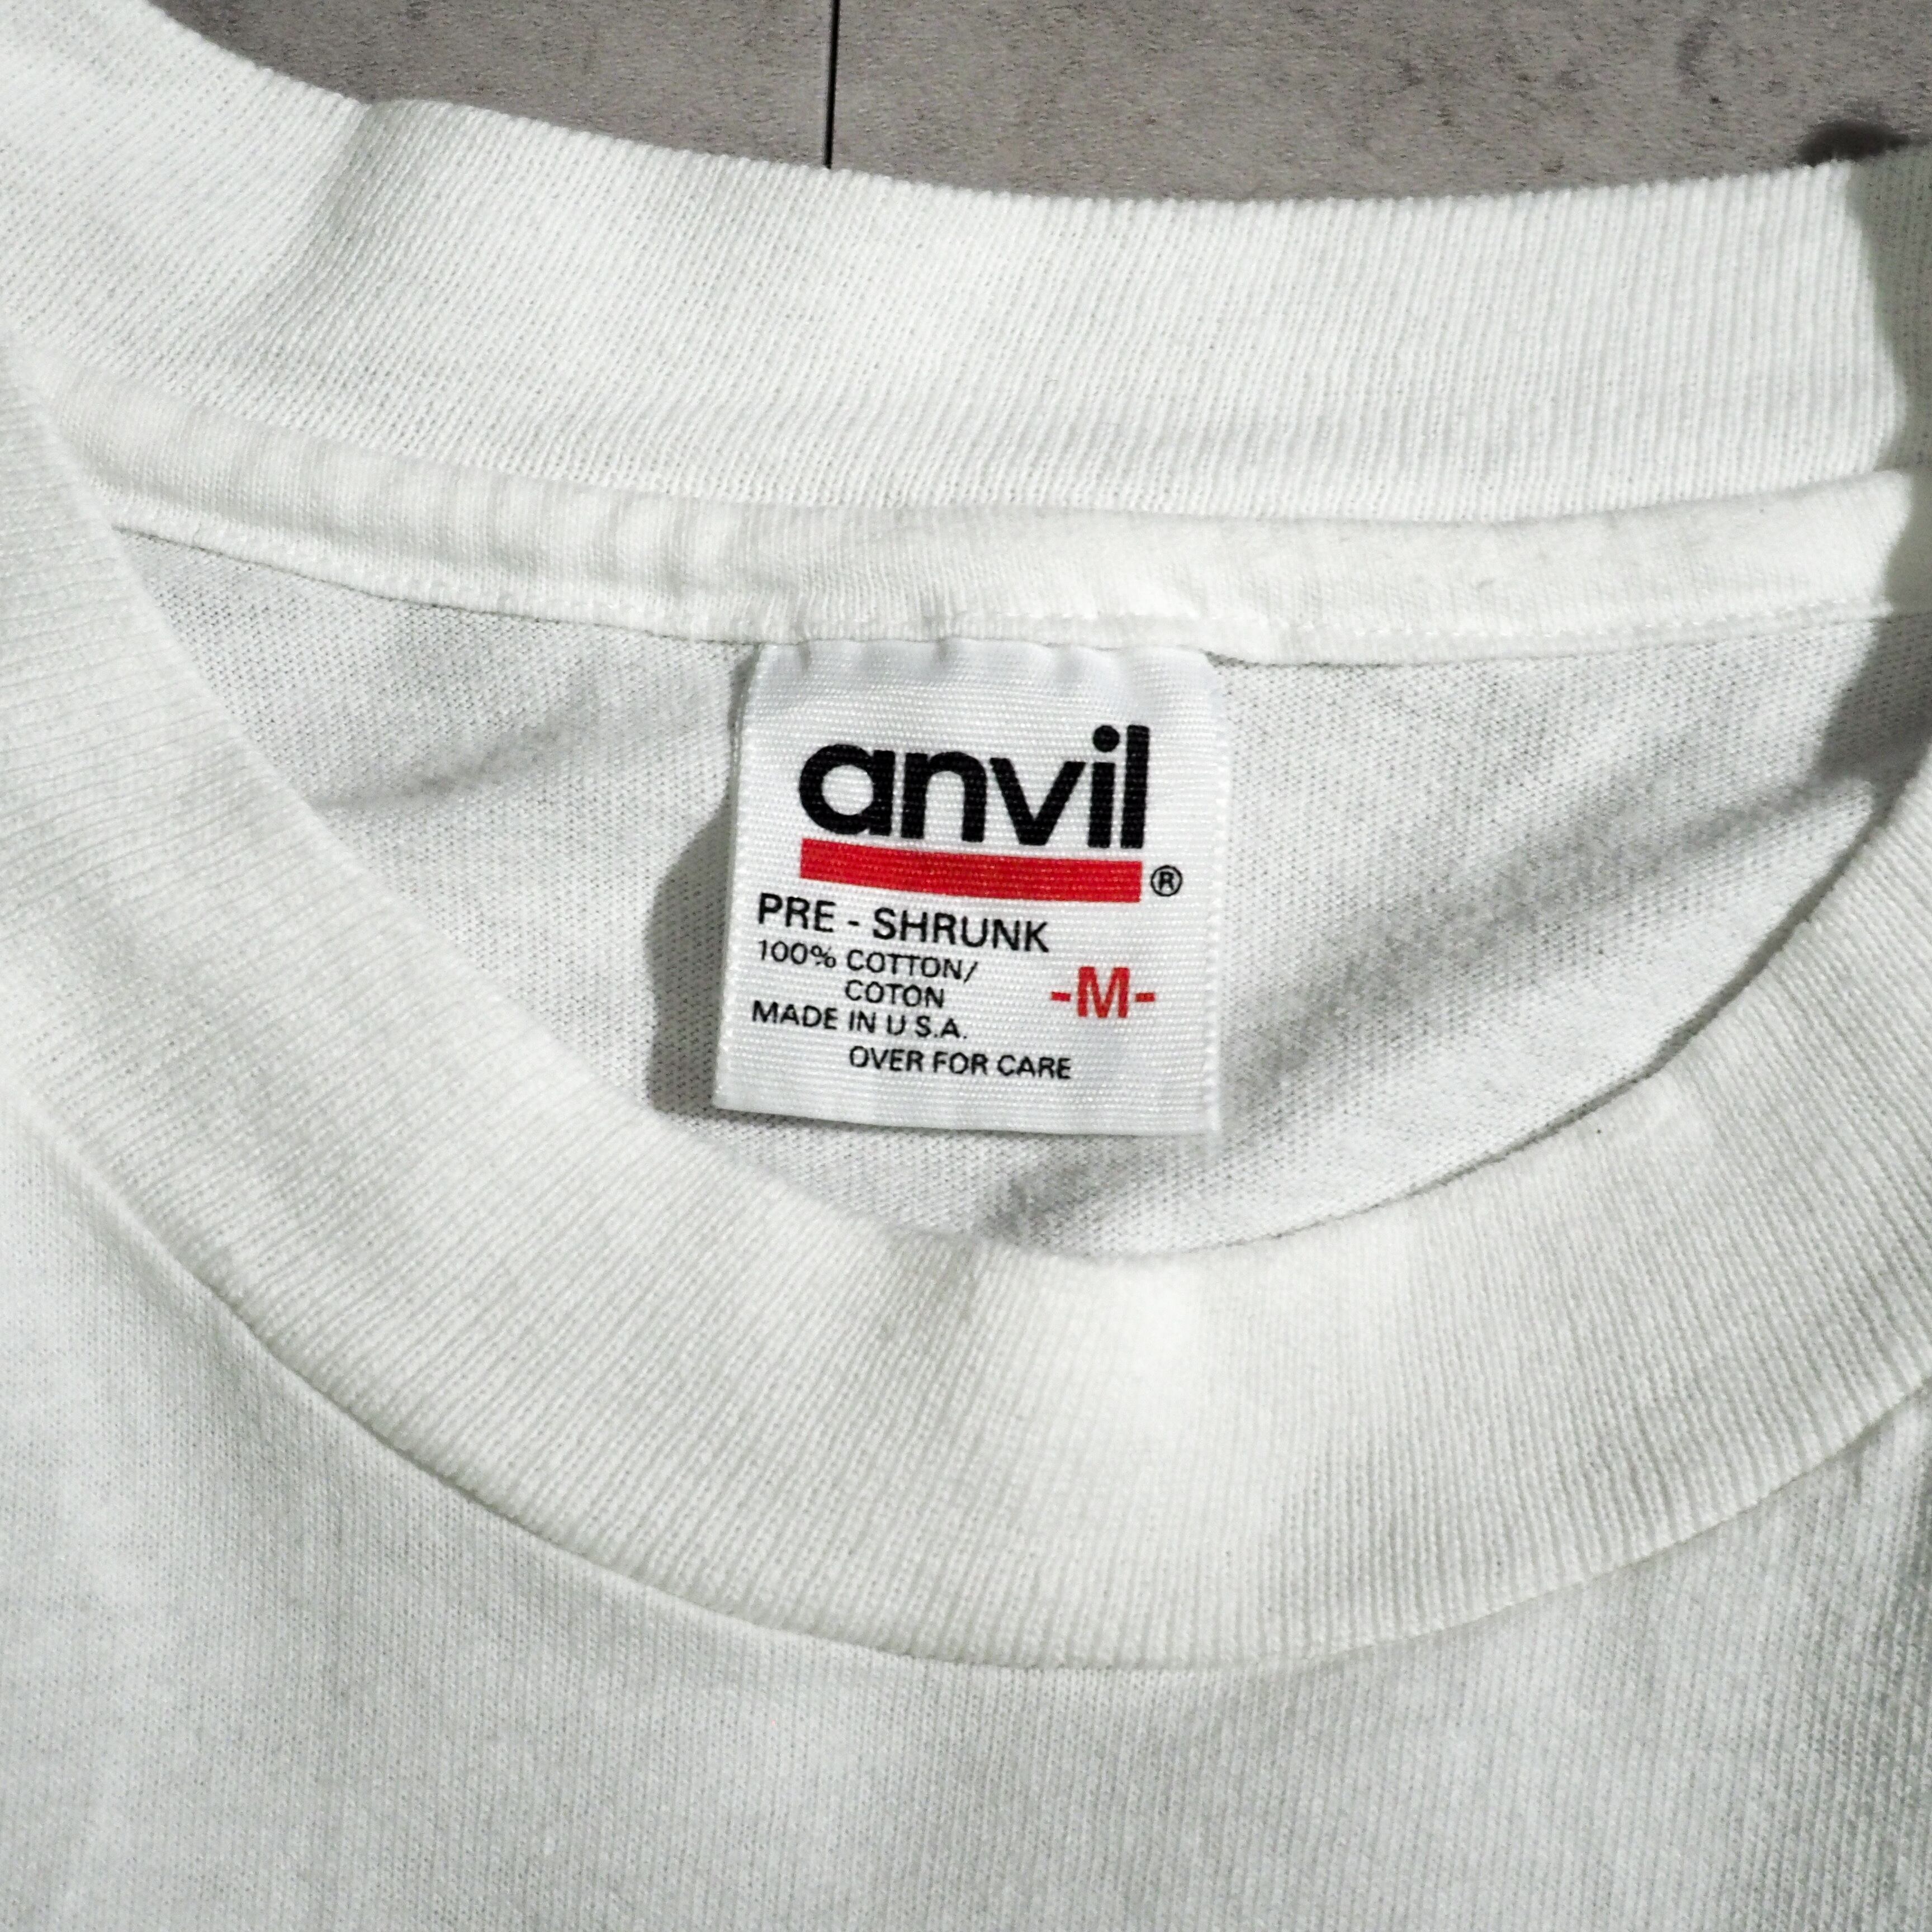 anvil
®
PRE - SHRUNK
100% COTTON/
COTON
-M-
MADE IN U S.A.
OVER FOR CARE